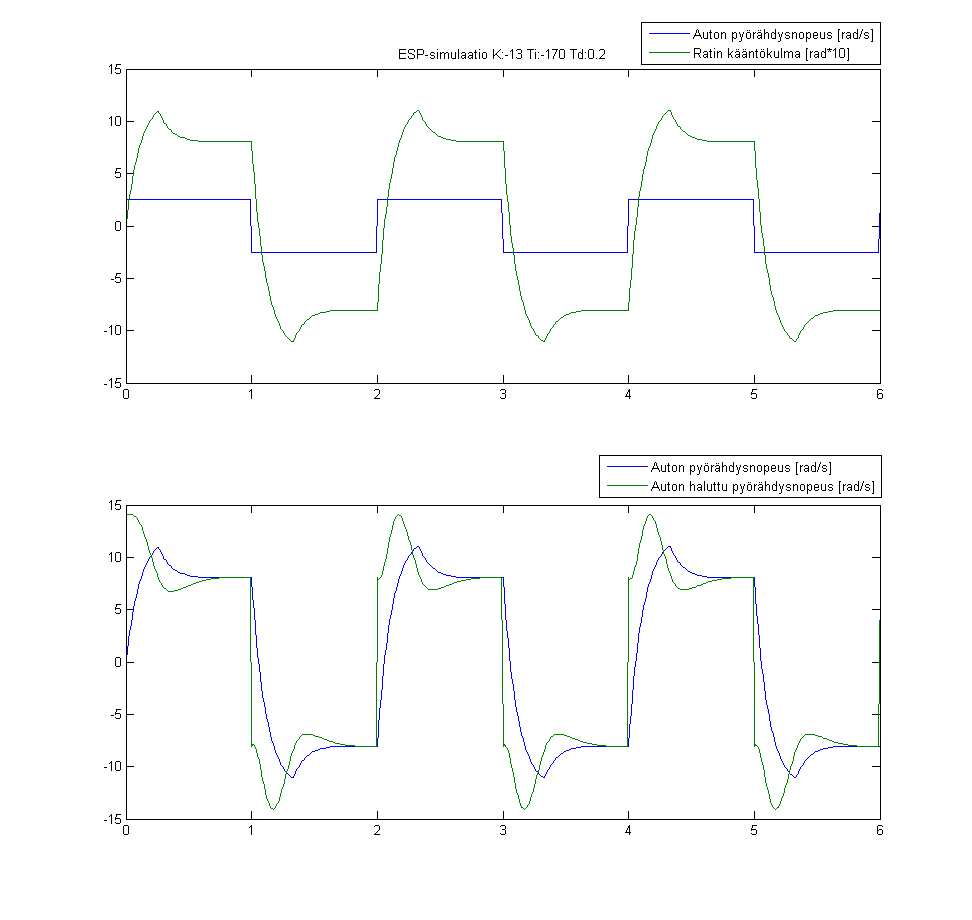 Auton pyörähdysnopeus [rad/s]
Ratin kääntökulma [rad*10]
ESP-simulaatio K:-13 Ti:-170 Td:0.2
15
10
5
0
-5
-10
-15
0 1 2 3 4 5 6
Auton pyörähdysnopeus [rad/s]
Auton haluttu pyörähdysnopeus [rad/s]
15
10
5
0
-5
-10
-15
0 1 2 3 4 5 6